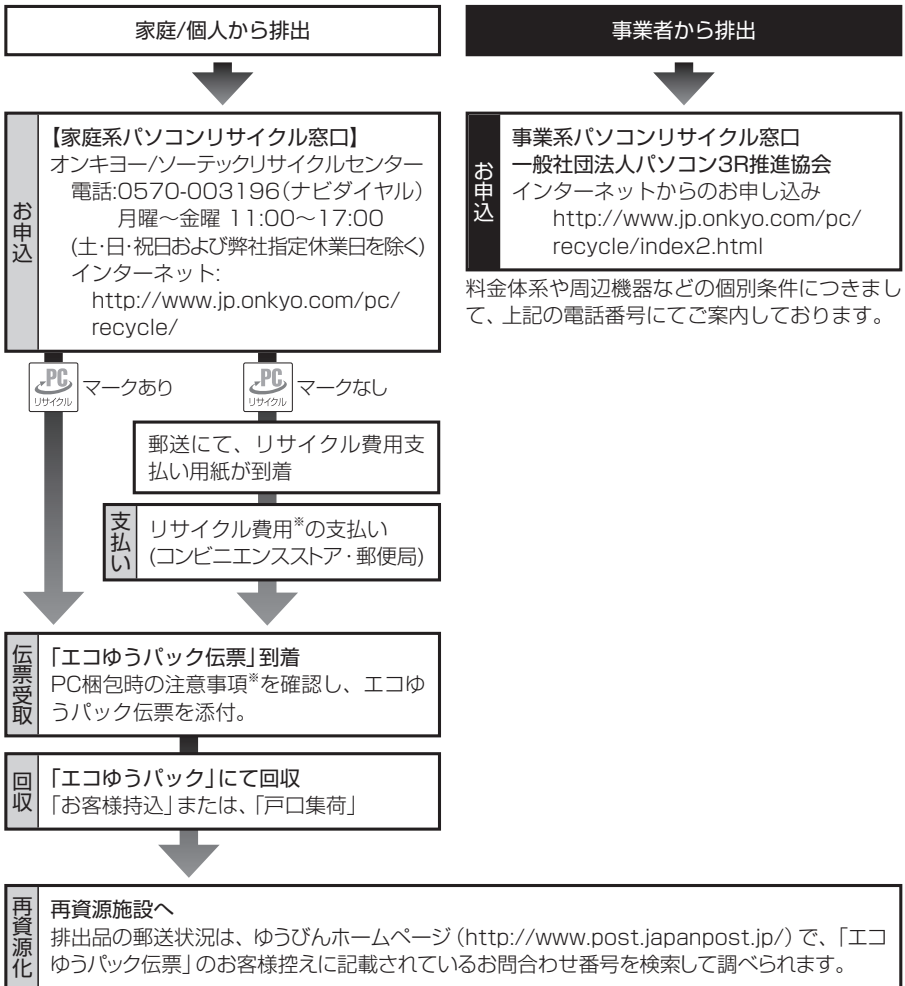 家庭/個人から排出
事業者から排出
お申込
【家庭系パソコンリサイクル窓口】
オンキヨー/ソーテックリサイクルセンター
電話:0570-003196(ナビダイヤル)
月曜～金曜 11:00～17:00
(土・日・祝日および弊社指定休業日を除く)
インターネット:
http://www.jp.onkyo.com/pc/
recycle/
お申込
事業系パソコンリサイクル窓口
一般社団法人パソコン3R推進協会
インターネットからのお申し込み
http://www.jp.onkyo.com/pc/
recycle/index2.html
料金体系や周辺機器などの個別条件につきまし
て、上記の電話番号にてご案内しております。
PC
リサイクル
マークあり
PC
リサイクル
マークなし
郵送にて、リサイクル費用支
払い用紙が到着
支払い
リサイクル費用※の支払い
(コンビニエンスストア・郵便局)
伝票受取
「エコゆうパック伝票」到着
PC梱包時の注意事項※を確認し、エコゆ
うパック伝票を添付。
回収
「エコゆうパック」にて回収
「お客様持込」または、「戸口集荷」
再資源化
再資源施設へ
排出品の郵送状況は、ゆうびんホームページ(http://www.post.japanpost.jp/)で、「エコ
ゆうパック伝票」のお客様控えに記載されているお問合わせ番号を検索して調べられます。